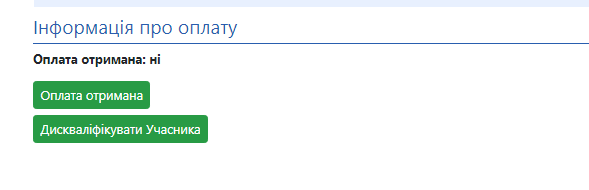 Інформація про оплату
Оплата отримана: ні
Оплата отримана
Дискваліфікувати Учасника